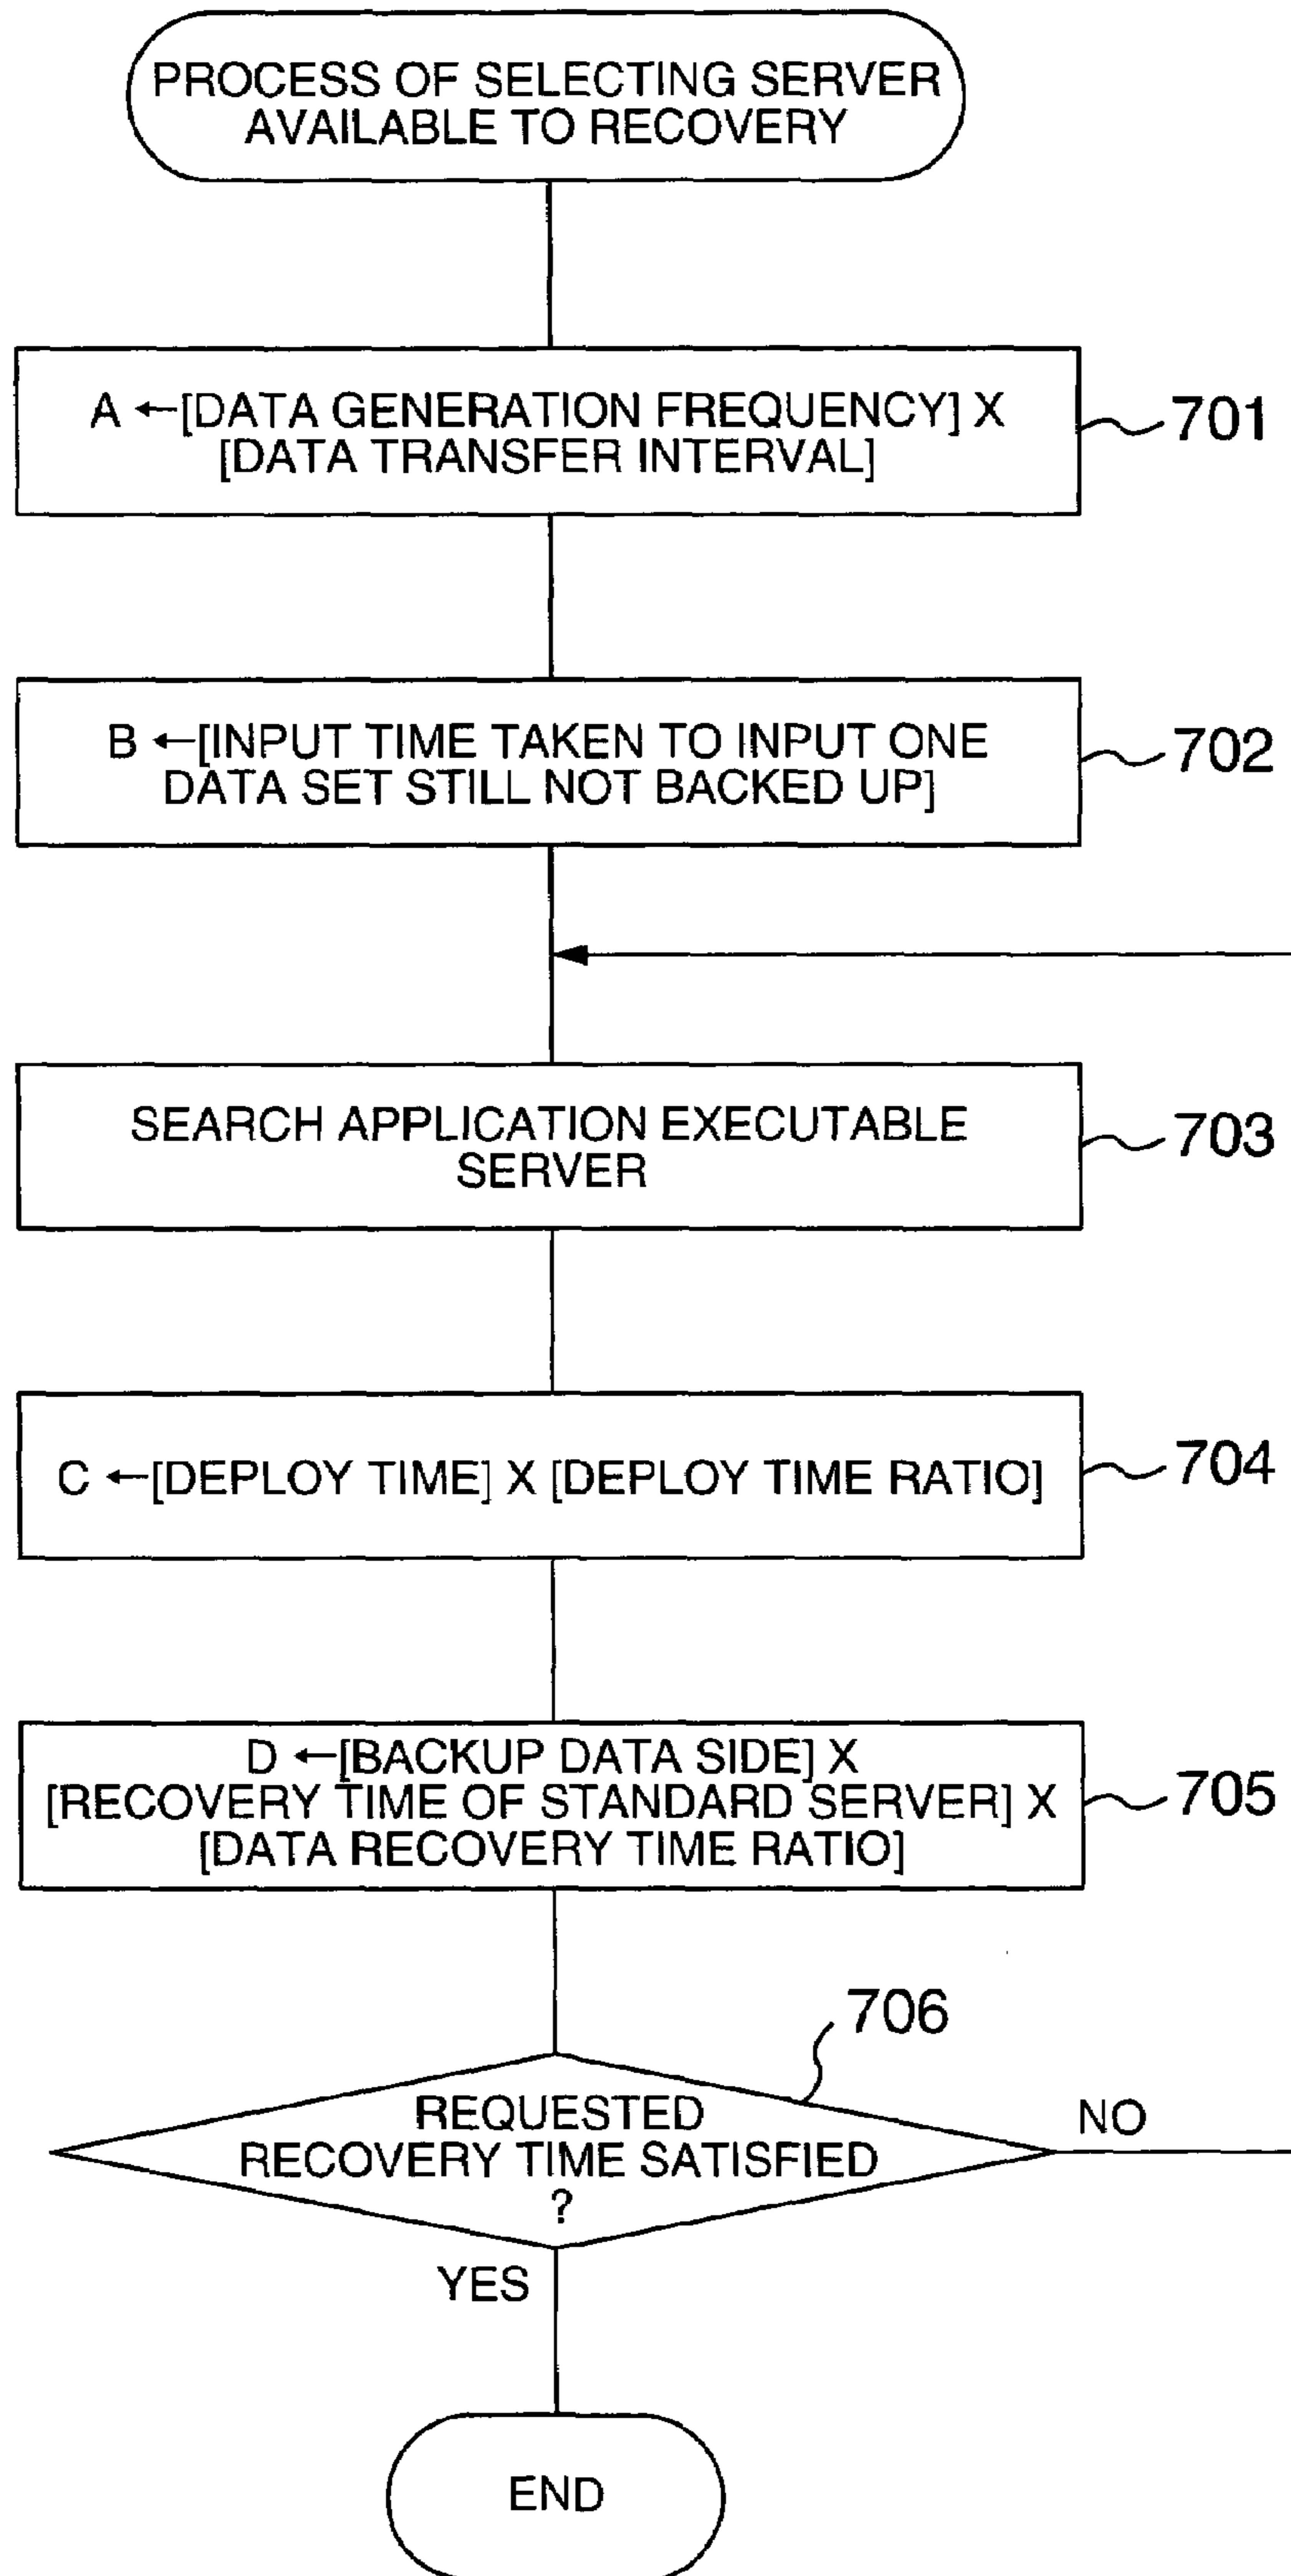 PROCESS OF SELECTING SERVER
AVAILABLE TO RECOVERY
A ←[DATA GENERATION FREQUENCY] X
[DATA TRANSFER INTERVAL]
701
B ←[INPUT TIME TAKEN TO INPUT ONE
DATA SET STILL NOT BACKED UP]
702
SEARCH APPLICATION EXECUTABLE
SERVER
703
C ←[DEPLOY TIME] X [DEPLOY TIME RATIO]
704
D ←[BACKUP DATA SIDE] X
[RECOVERY TIME OF STANDARD SERVER] X
[DATA RECOVERY TIME RATIO]
705
706
REQUESTED
RECOVERY TIME SATISFIED
?
NO
YES
END